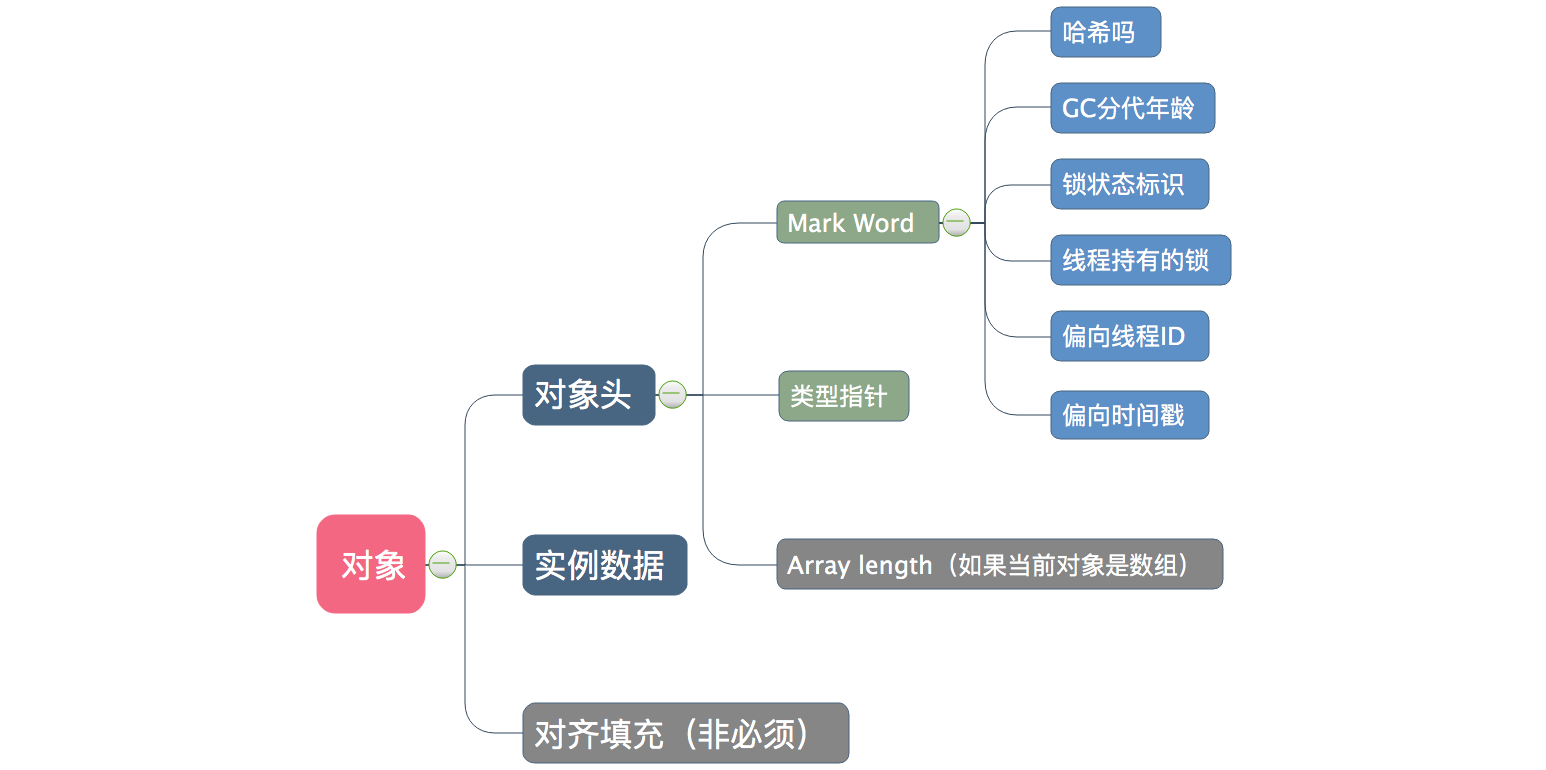 对象
对象头
Mark Word
哈希吗
GC分代年龄
锁状态标识
线程持有的锁
偏向线程ID
偏向时间戳
类型指针
Array length（如果当前对象是数组）
实例数据
对齐填充（非必须）